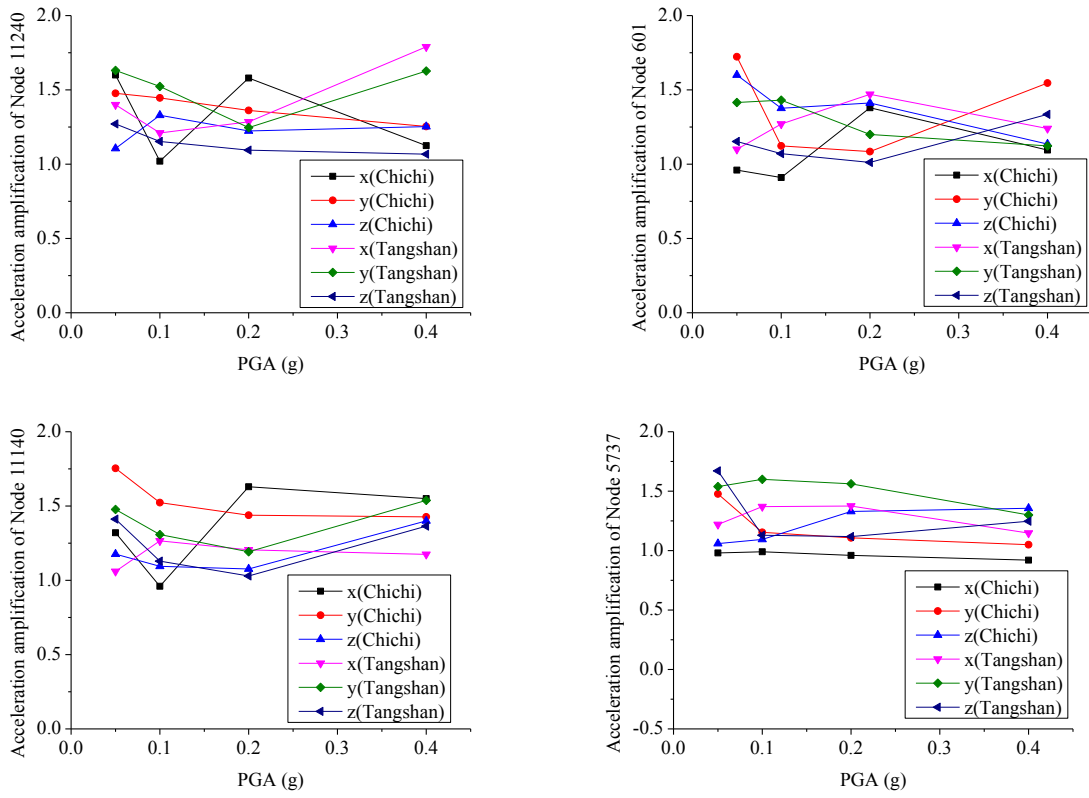 Acceleration amplification of Node 11240
2.0
1.5
1.0
0.5
0.0
0.0
0.1
0.2
0.3
0.4
PGA (g)
x(Chichi)
y(Chichi)
z(Chichi)
x(Tangshan)
y(Tangshan)
z(Tangshan)
Acceleration amplification of Node 601
2.0
1.5
1.0
0.5
0.0
0.0
0.1
0.2
0.3
0.4
PGA (g)
x(Chichi)
y(Chichi)
z(Chichi)
x(Tangshan)
y(Tangshan)
z(Tangshan)
Acceleration amplification of Node 11140
2.0
1.5
1.0
0.5
0.0
0.0
0.1
0.2
0.3
0.4
PGA (g)
x(Chichi)
y(Chichi)
z(Chichi)
x(Tangshan)
y(Tangshan)
z(Tangshan)
Acceleration amplification of Node 5737
2.0
1.5
1.0
0.5
0.0
-0.5
0.0
0.1
0.2
0.3
0.4
PGA (g)
x(Chichi)
y(Chichi)
z(Chichi)
x(Tangshan)
y(Tangshan)
z(Tangshan)